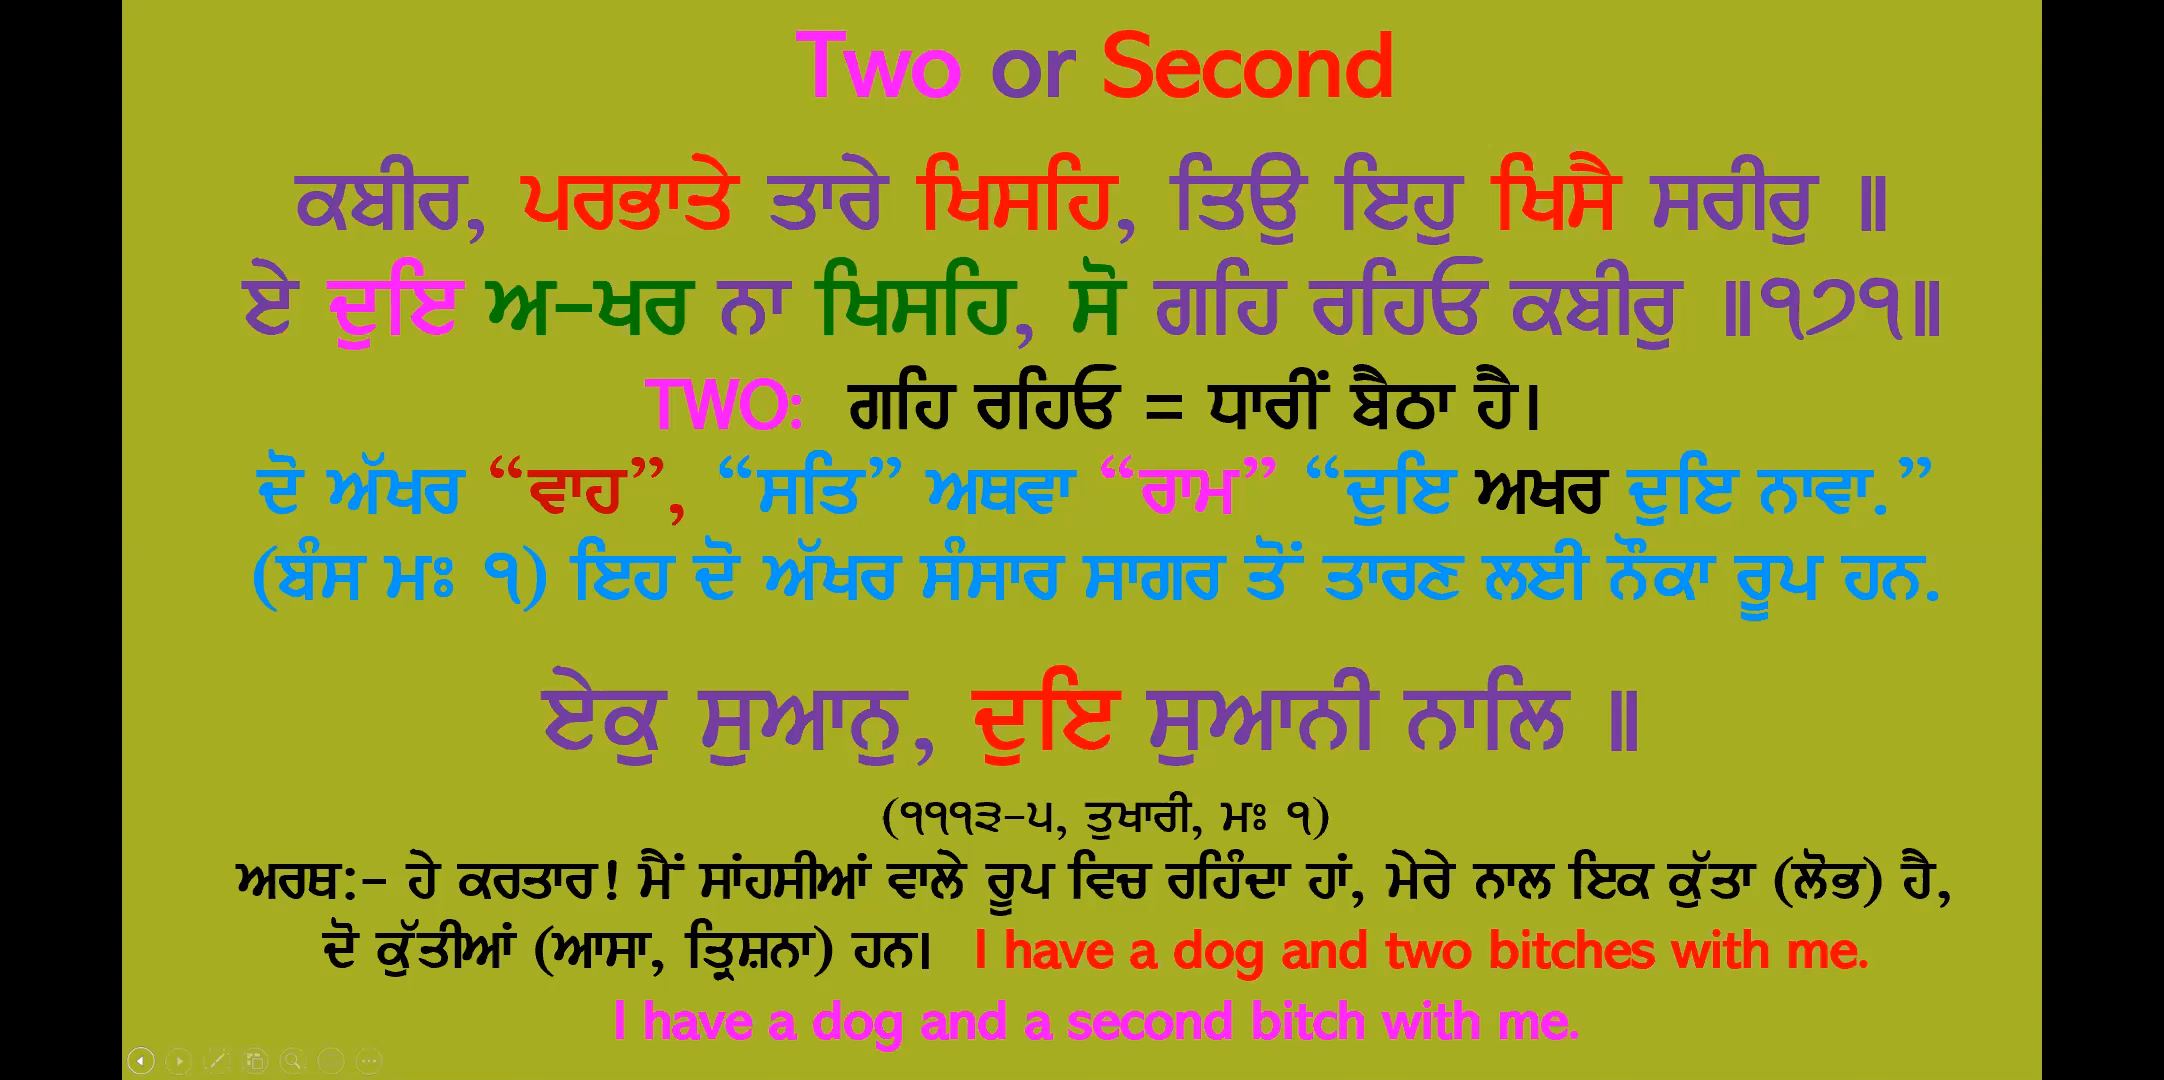 Two or Second
ਕਬੀਰ, ਪਰਭਾਤੇ ਤਾਰੇ ਖਿਸਹਿ, ਤਿਉ ਇਹੁ ਖਿਸੈ ਸਰੀਰੁ ॥
ਏ ਦੁਇ ਅ-ਖਰ ਨਾ ਖਿਸਹਿ, ਸੋ ਗਹਿ ਰਹਿਓ ਕਬੀਰੁ ॥੧੭੧॥
TWO: ਗਹਿ ਰਹਿਓ = ਧਾਰੀਂ ਬੈਠਾ ਹੈ।
ਦੋ ਅੱਖਰ “ਵਾਹ”, “ਸਤਿ” ਅਥਵਾ “ਰਾਮ” “ਦੁਇ ਅਖਰ ਦੁਇ ਨਾਵਾ.”
(ਬੰਸ ਮਃ ੧) ਇਹ ਦੋ ਅੱਖਰ ਸੰਸਾਰ ਸਾਗਰ ਤੋਂ ਤਾਰਣ ਲਈ ਨੌਕਾ ਰੂਪ ਹਨ.
ਏਕੁ ਸੁਆਨੁ, ਦੁਇ ਸੁਆਨੀ ਨਾਲਿ ॥
(੧੧੧੩-੫, ਤੁਖਾਰੀ, ਮਃ ੧)
ਅਰਥ:- ਹੇ ਕਰਤਾਰ! ਮੈਂ ਸਾਂਹਸੀਆਂ ਵਾਲੇ ਰੂਪ ਵਿਚ ਰਹਿੰਦਾ ਹਾਂ, ਮੇਰੇ ਨਾਲ ਇਕ ਕੁੱਤਾ (ਲੋਭ) ਹੈ,
ਦੋ ਕੁੱਤੀਆਂ (ਆਸਾ, ਤ੍ਰਿਸ਼ਨਾ) ਹਨ। I have a dog and two bitches with me.
I have a dog and a second bitch with me.